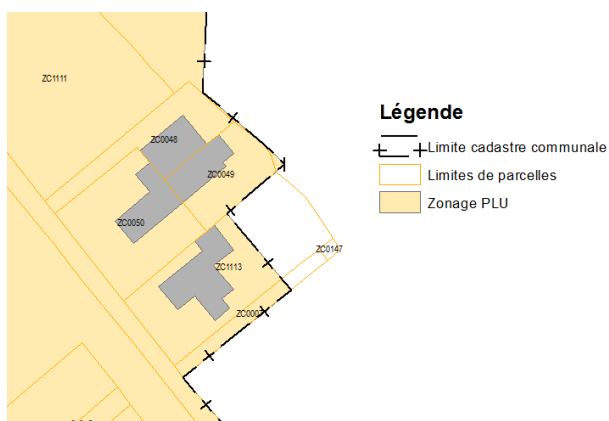 ZC1111
ZC0048
ZC0049
ZC0050
ZC0147
ZC1113
ZC0007
Légende
Limite cadastre communale
Limites de parcelles
Zonage PLU